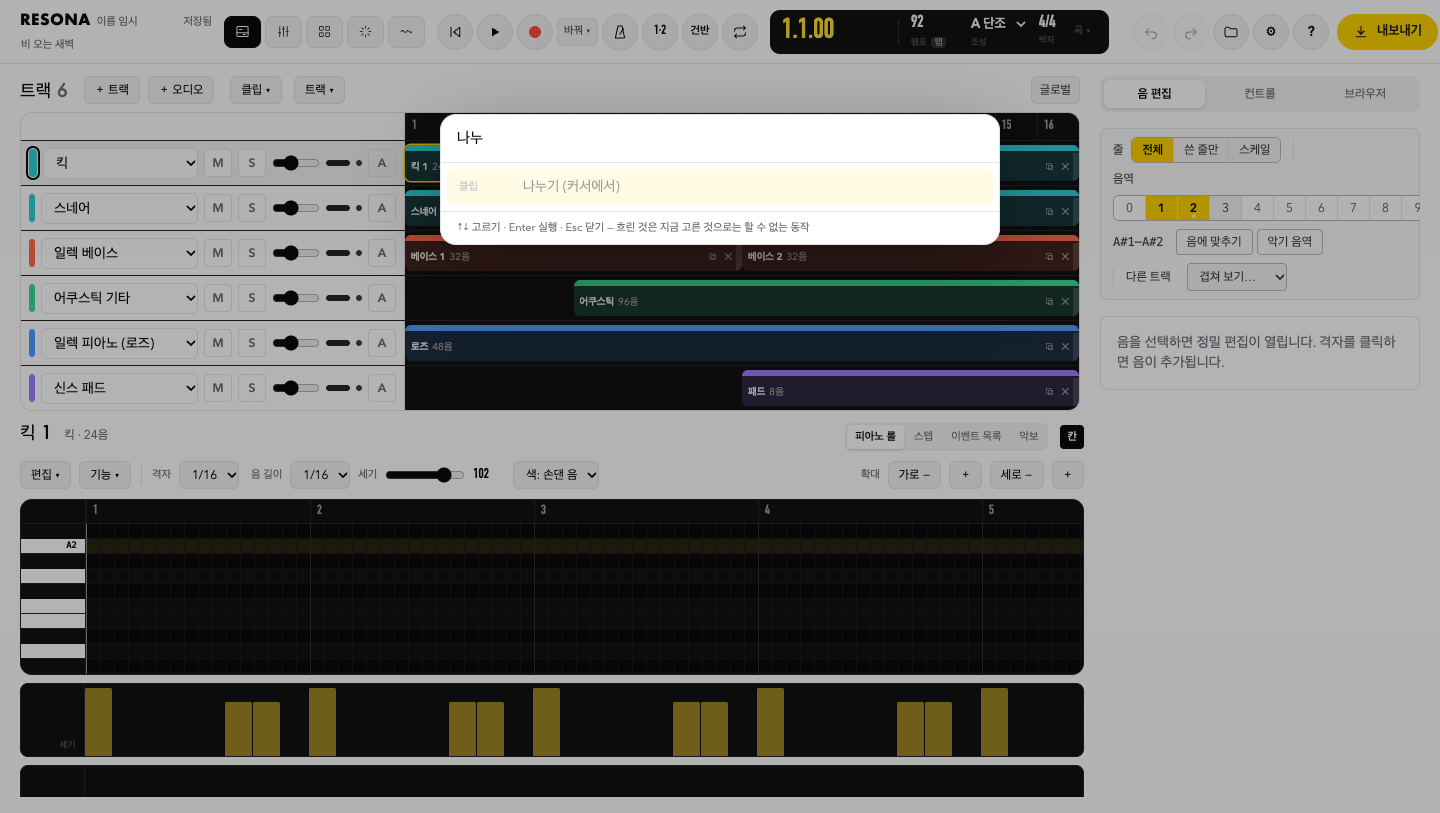 RESONA 이름 임시 저장됨
비 오는 새벽
바꿔 ▾
1·2
건반
1.1.00
92
템포 탭
A 단조
조성
4/4
박자
곡 ▾
?
내보내기
트랙 6
+ 트랙
+ 오디오
클립 ▾
트랙 ▾
글로벌
1
15
16
나누
클립 나누기 (커서에서)
↑↓ 고르기 · Enter 실행 · Esc 닫기 — 흐린 것은 지금 고른 것으로는 할 수 없는 동작
킥 M S A
킥 1
스네어 M S A
스네어
일렉 베이스 M S A
베이스 1 32음
베이스 2 32음
어쿠스틱 기타 M S A
어쿠스틱 96음
일렉 피아노 (로즈) M S A
로즈 48음
신스 패드 M S A
패드 8음
킥 1 킥 · 24음
피아노 롤
스텝
이벤트 목록
악보
칸
편집 ▾
기능 ▾
격자 1/16
음 길이 1/16
세기 102
색: 손댄 음
확대
가로 –
+
세로 –
+
1 2 3 4 5
A2
세기
음 편집
컨트롤
브라우저
줄 전체 쓴 줄만 스케일
음역
0 1 2 3 4 5 6 7 8 9
A#1–A#2 음에 맞추기 악기 음역
다른 트랙 겹쳐 보기…
음을 선택하면 정밀 편집이 열립니다. 격자를 클릭하
면 음이 추가됩니다.